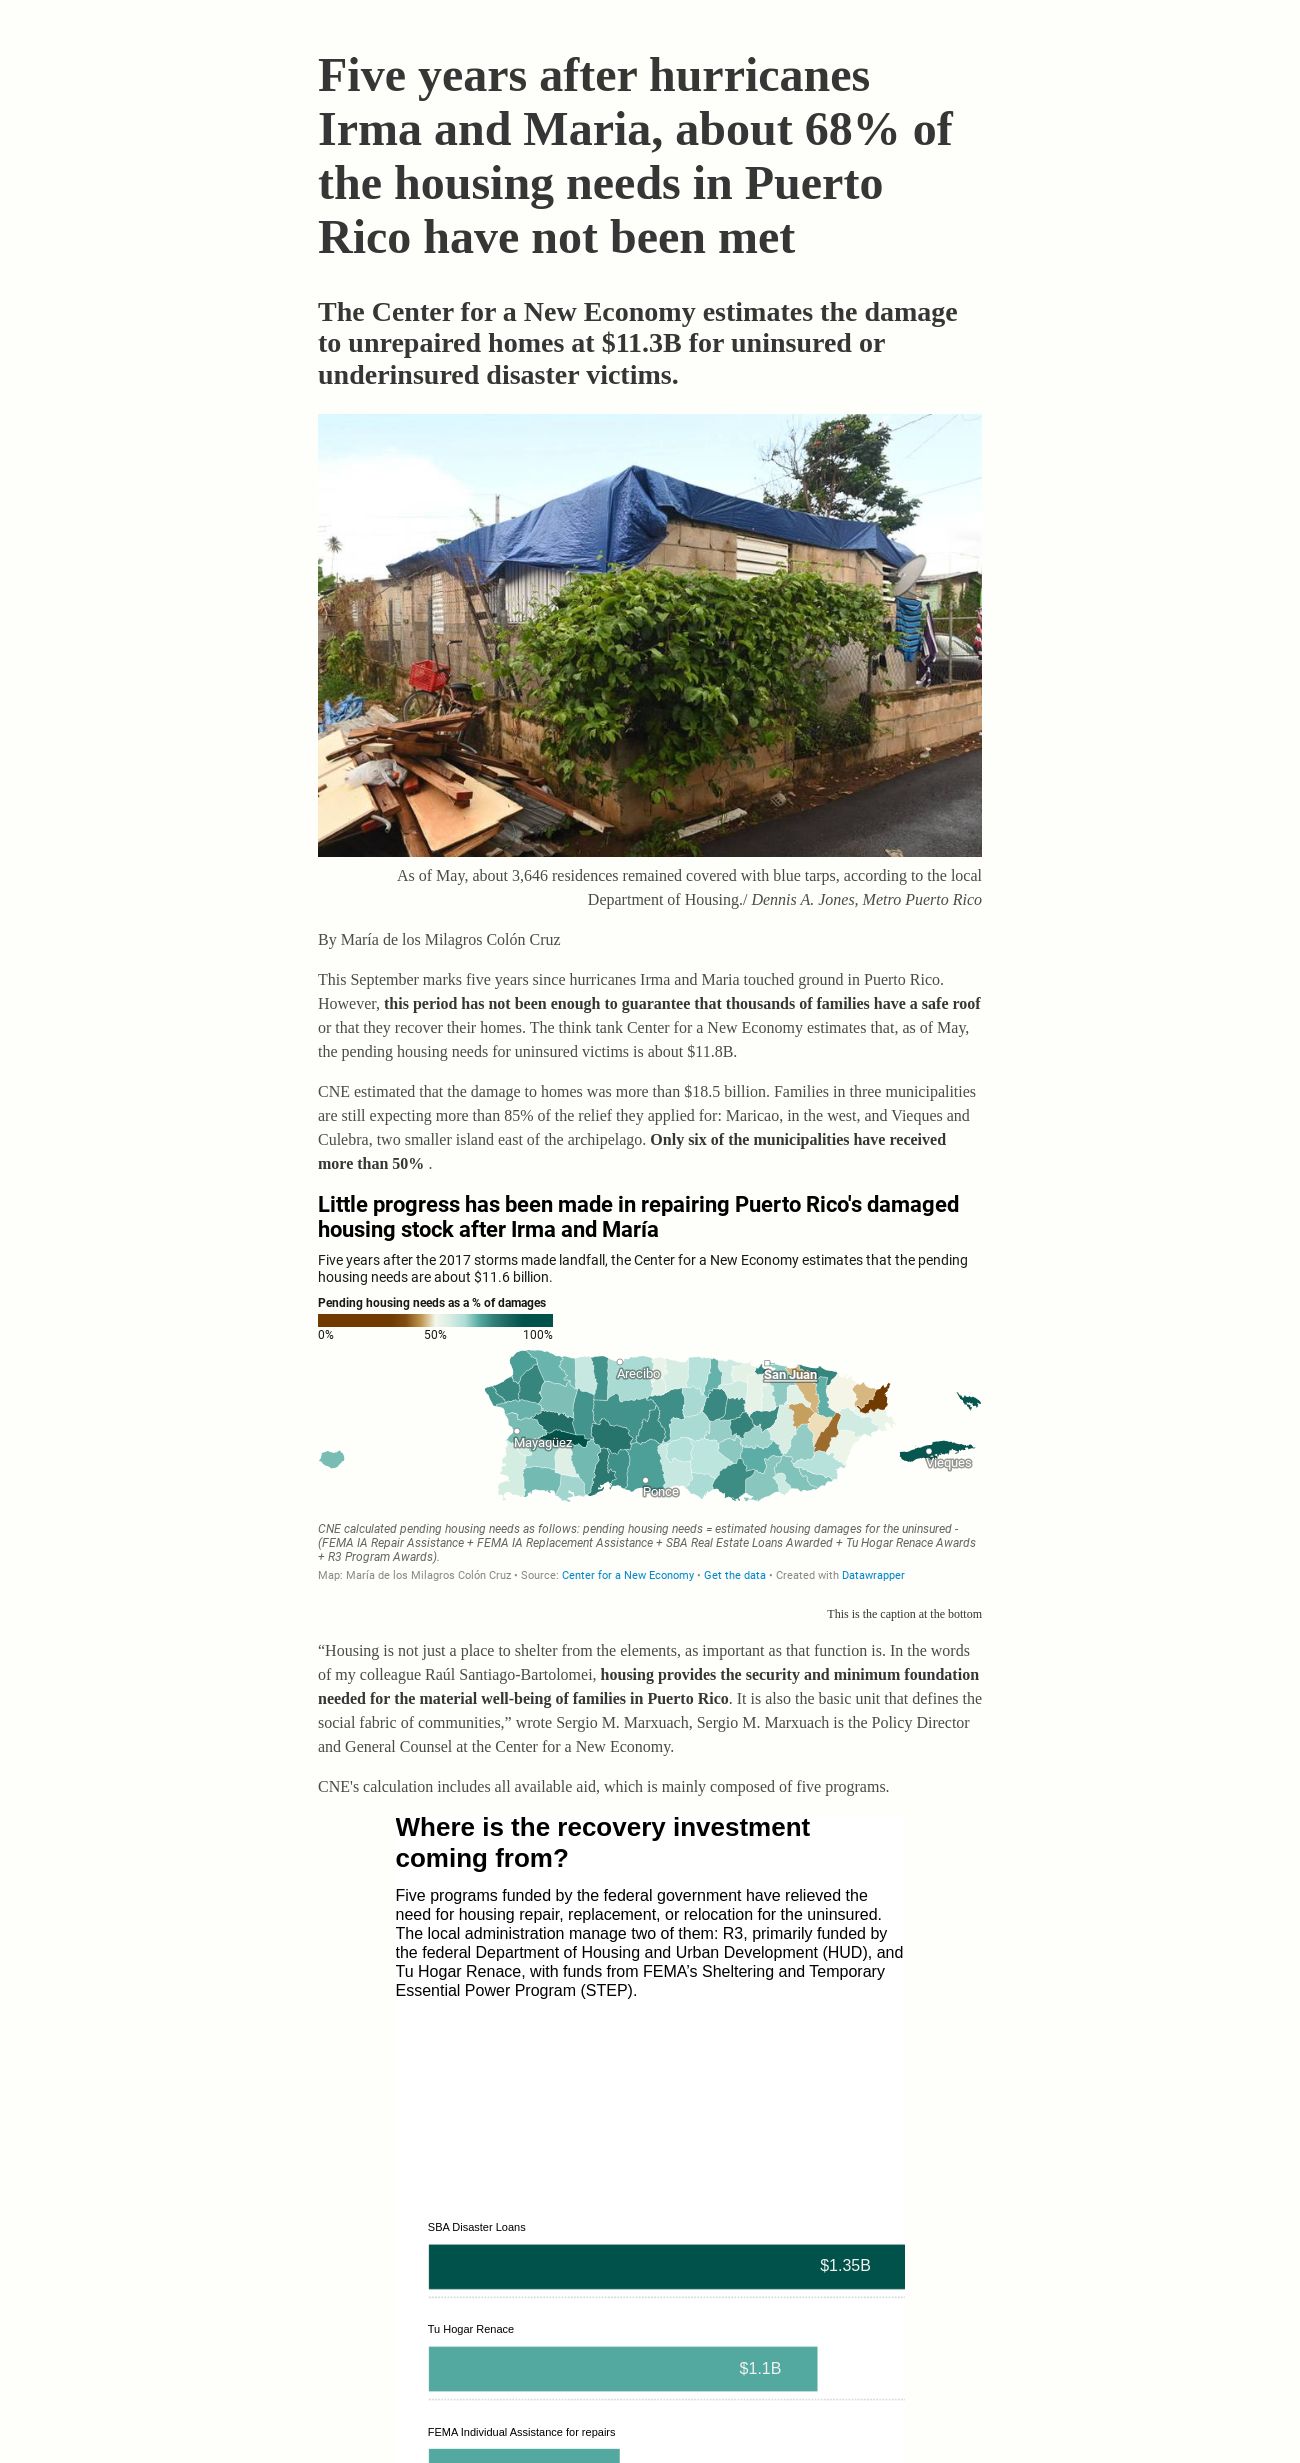 Five years after hurricanes
Irma and Maria, about 68% of
the housing needs in Puerto
Rico have not been met
The Center for a New Economy estimates the damage
to unrepaired homes at $11.3B for uninsured or
underinsured disaster victims.
As of May, about 3,646 residences remained covered with blue tarps, according to the local
Department of Housing./ Dennis A. Jones, Metro Puerto Rico
By María de los Milagros Colón Cruz
This September marks five years since hurricanes Irma and Maria touched ground in Puerto Rico.
However, this period has not been enough to guarantee that thousands of families have a safe roof
or that they recover their homes. The think tank Center for a New Economy estimates that, as of May,
the pending housing needs for uninsured victims is about $11.8B.
CNE estimated that the damage to homes was more than $18.5 billion. Families in three municipalities
are still expecting more than 85% of the relief they applied for: Maricao, in the west, and Vieques and
Culebra, two smaller island east of the archipelago. Only six of the municipalities have received
more than 50% .
Little progress has been made in repairing Puerto Rico's damaged
housing stock after Irma and María
Five years after the 2017 storms made landfall, the Center for a New Economy estimates that the pending
housing needs are about $11.6 billion.
Pending housing needs as a % of damages
0% 50% 100%
Arecibo
San Juan
Mayagüez
Vieques
Ponce
CNE calculated pending housing needs as follows: pending housing needs = estimated housing damages for the uninsured -
(FEMA IA Repair Assistance + FEMA IA Replacement Assistance + SBA Real Estate Loans Awarded + Tu Hogar Renace Awards
+ R3 Program Awards).
Map: María de los Milagros Colón Cruz • Source: Center for a New Economy • Get the data • Created with Datawrapper
This is the caption at the bottom
“Housing is not just a place to shelter from the elements, as important as that function is. In the words
of my colleague Raúl Santiago-Bartolomei, housing provides the security and minimum foundation
needed for the material well-being of families in Puerto Rico. It is also the basic unit that defines the
social fabric of communities,” wrote Sergio M. Marxuach, Sergio M. Marxuach is the Policy Director
and General Counsel at the Center for a New Economy.
CNE's calculation includes all available aid, which is mainly composed of five programs.
Where is the recovery investment
coming from?
Five programs funded by the federal government have relieved the
need for housing repair, replacement, or relocation for the uninsured.
The local administration manage two of them: R3, primarily funded by
the federal Department of Housing and Urban Development (HUD), and
Tu Hogar Renace, with funds from FEMA’s Sheltering and Temporary
Essential Power Program (STEP).
SBA Disaster Loans
$1.35B
Tu Hogar Renace
$1.1B
FEMA Individual Assistance for repairs